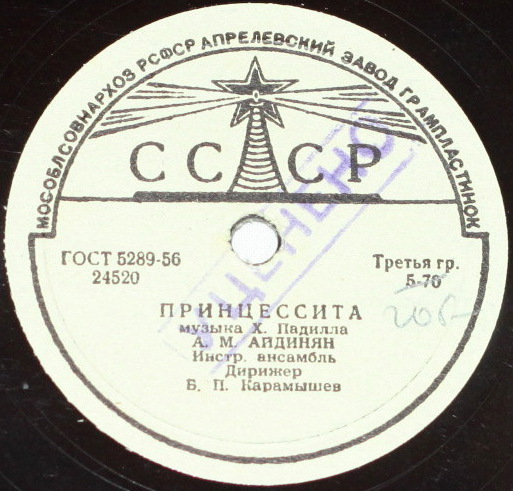 МОСОБЛСОВНАРХОЗ РСФСР АПРЕЛЕВСКИЙ ЗАВОД ГРАМПЛАСТИНОК
СССР
ГОСТ 5289-56
24520
Третья гр.
5-70
УЦЕНЕНО
ПРИНЦЕССИТА
музыка Х. Падилла
А. М. АЙДИНЯН
Инстр. ансамбль
Дирижер
Б. П. Карамышев